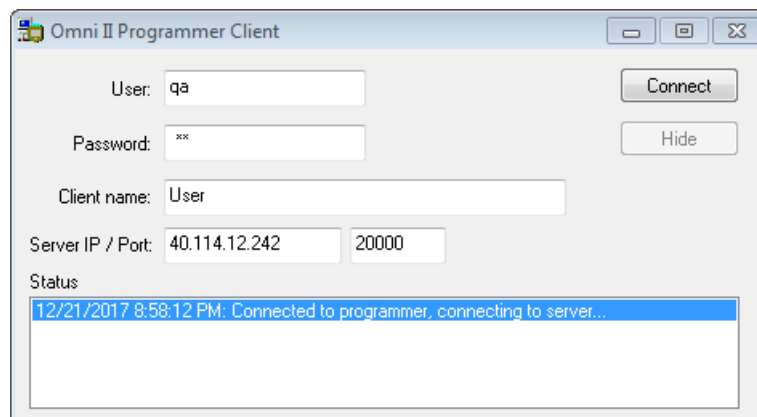 Omni II Programmer Client
User: qa
Connect
Password: **
Hide
Client name: User
Server IP / Port: 40.114.12.242 20000
Status
12/21/2017 8:58:12 PM: Connected to programmer, connecting to server...